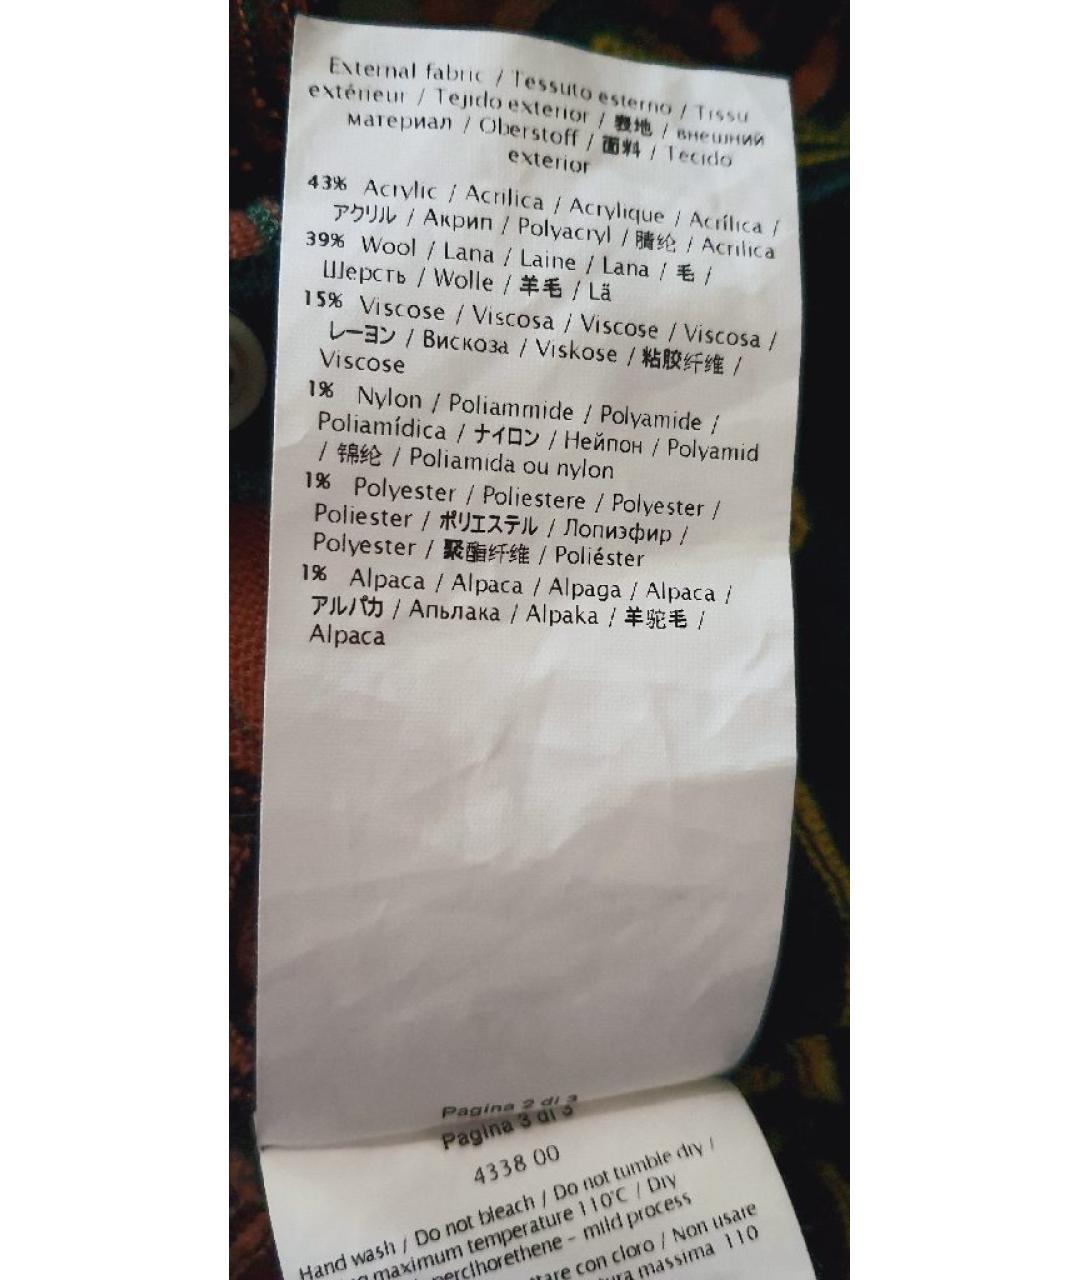 External fabric / Tessuto esterno / Tissu
extérieur / Tejido exterior / 表地 / внешний
материал / Oberstoff / 面料 / Tecido
exterior
43% Acrylic / Acrilica / Acrylique / Acrílica /
アクリル / Акрип / Polyacryl / 腈纶 / Acrilica
39% Wool / Lana / Laine / Lana / 毛 /
Шерсть / Wolle / 羊毛 / Lä
15% Viscose / Viscosa / Viscose / Viscosa /
レーヨン / Вискоза / Viskose / 粘胶纤维 /
Viscose
1% Nylon / Poliammide / Polyamide /
Poliamídica / ナイロン / Нейпон / Polyamid
/ 锦纶 / Poliamida ou nylon
1% Polyester / Poliestere / Polyester /
Poliester / ポリエステル / Лопиэфир /
Polyester / 聚酯纤维 / Poliéster
1% Alpaca / Alpaca / Alpaga / Alpaca /
アルパカ / Апьлака / Alpaka / 羊驼毛 /
Alpaca
Pagina 2 di 3
Pagina 3 di 3
4338 00
Hand wash / Do not bleach / Do not tumble dry /
maximum temperature 110°C / Dry
perclhorethene - mild process
con cloro / Non usare
massima 110